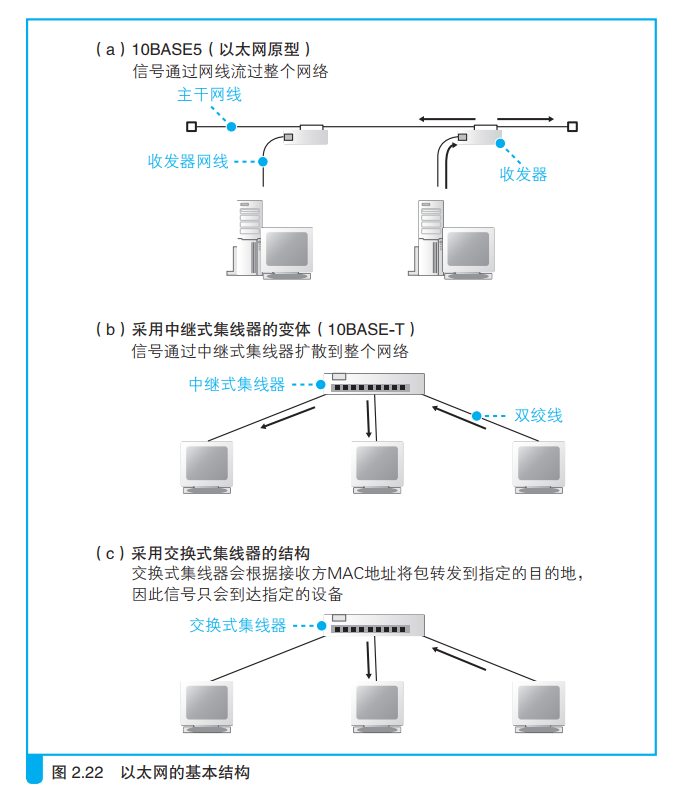 （a）10BASE5（以太网原型）
信号通过网线流过整个网络
主干网线
收发器网线
收发器
（b）采用中继式集线器的变体（10BASE-T）
信号通过中继式集线器扩散到整个网络
中继式集线器
双绞线
（c）采用交换式集线器的结构
交换式集线器会根据接收方MAC地址将包转发到指定的目的地，
因此信号只会到达指定的设备
交换式集线器
图 2.22　以太网的基本结构